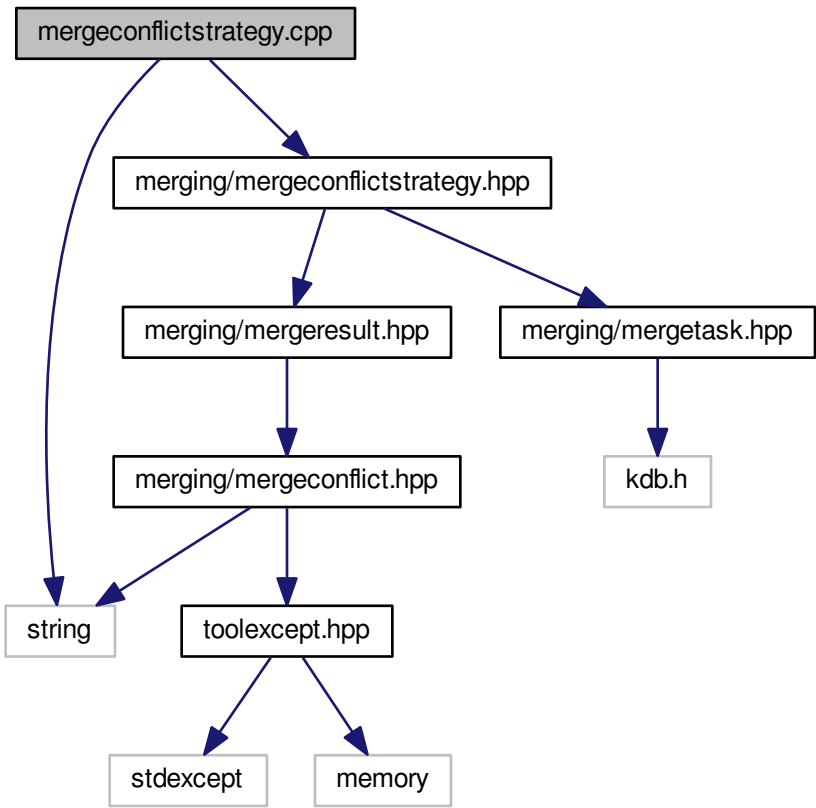 mergeconflictstrategy.cpp
merging/mergeconflictstrategy.hpp
merging/mergeresult.hpp
merging/mergetask.hpp
merging/mergeconflict.hpp
kdb.h
string
toolexcept.hpp
stdexcept
memory